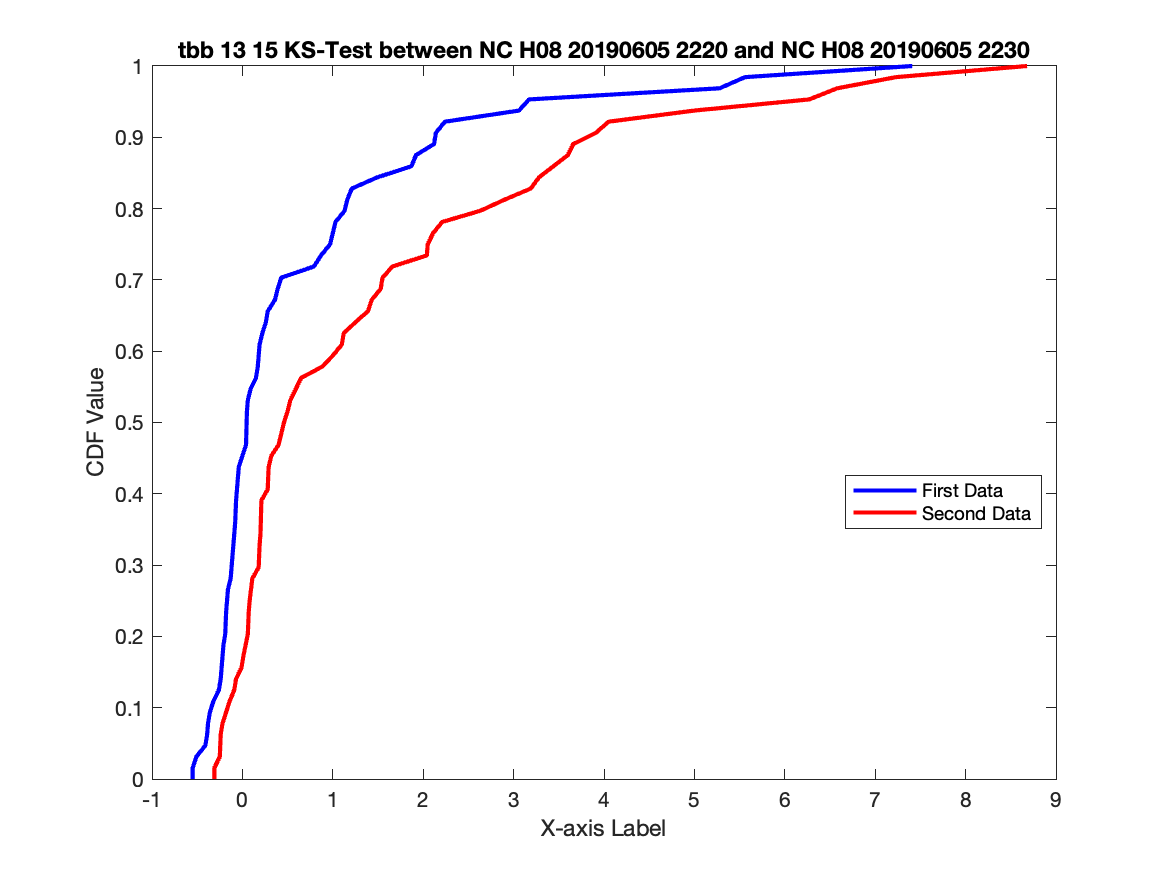 tbb 13 15 KS-Test between NC H08 20190605 2220 and NC H08 20190605 2230
1
0.9
0.8
0.7
0.6
0.5
0.4
0.3
0.2
0.1
0
CDF Value
First Data
Second Data
-1 0 1 2 3 4 5 6 7 8 9
X-axis Label